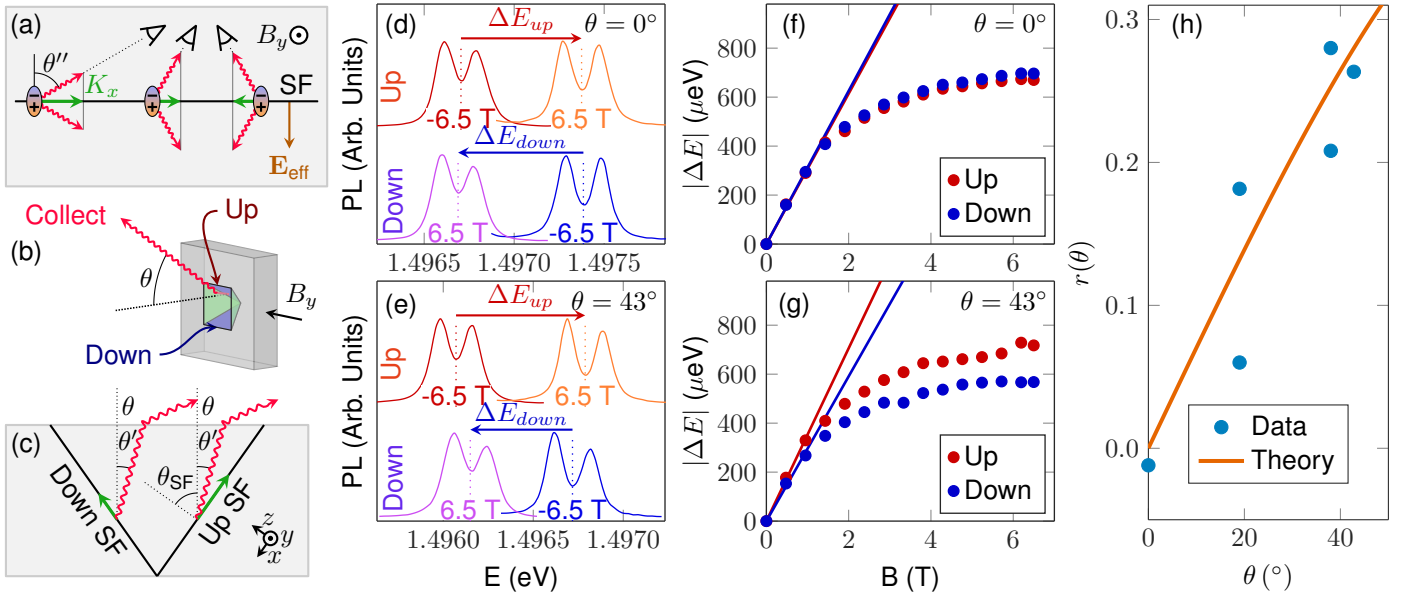 (a)
B_y⊙
θ''
K_x
SF
− − −
+ + +
E_eff
(b)
Collect
Up
θ
B_y
Down
(c)
θ θ
θ' θ'
θ_SF
Down SF
Up SF
z
y
x
(d)
ΔE_up
θ = 0°
Up
-6.5 T
6.5 T
ΔE_down
Down
6.5 T
-6.5 T
PL (Arb. Units)
1.4965 1.4970 1.4975
(e)
ΔE_up
θ = 43°
Up
-6.5 T
6.5 T
ΔE_down
Down
6.5 T
-6.5 T
PL (Arb. Units)
1.4960 1.4965 1.4970
E (eV)
(f)
|ΔE| (μeV)
800
600
400
200
0
Up
Down
0 2 4 6
(g)
|ΔE| (μeV)
800
600
400
200
0
Up
Down
0 2 4 6
B (T)
(h)
r(θ)
0.3
0.2
0.1
0.0
Data
Theory
0 20 40
θ (°)